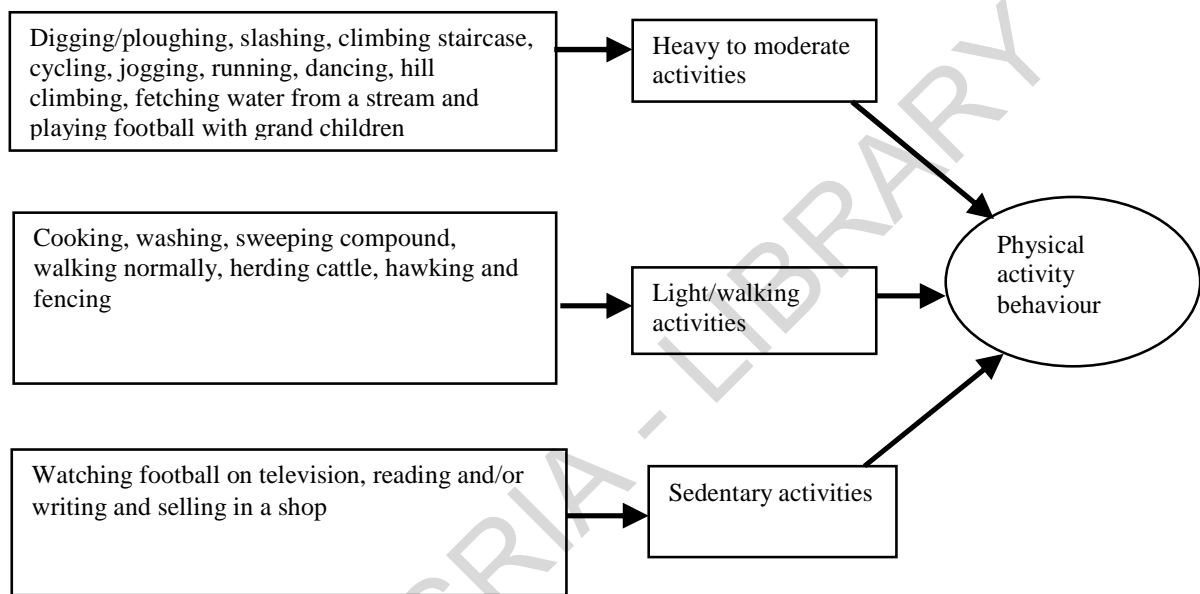 Digging/ploughing, slashing, climbing staircase,
cycling, jogging, running, dancing, hill
climbing, fetching water from a stream and
playing football with grand children
Heavy to moderate
activities
Cooking, washing, sweeping compound,
walking normally, herding cattle, hawking and
fencing
Light/walking
activities
Physical
activity
behaviour
Watching football on television, reading and/or
writing and selling in a shop
Sedentary activities
SRIA - LIBRARY